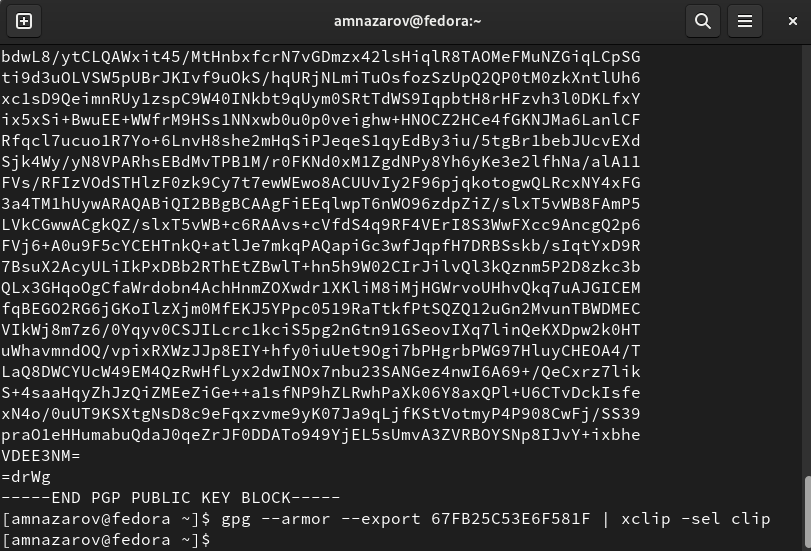 amnazarov@fedora:~
bdwL8/ytCLQAWxit45/MtHnbxfcrN7vGDmzx42lsHiqlR8TAOMeFMuNZGiqLCpSG
ti9d3uOLVSW5pUBrJKIvf9uOkS/hqURjNLmiTuOsfozSzUpQ2QP0tM0zkXntlUh6
xc1sD9QeimnRUy1zspC9W40INkbt9qUym0SRtTdWS9IqpbtH8rHFzvh3l0DKLfxY
ix5xSi+BwuEE+WWfrM9HSs1NNxwb0u0p0veighw+HNOCZ2HCe4fGKNJMa6LanlCF
Rfqcl7ucuo1R7Yo+6LnvH8she2mHqSiPJeqeS1qyEdBy3iu/5tgBr1bebJUcvEXd
Sjk4Wy/yN8VPARhsEBdMvTPB1M/r0FKNd0xM1ZgdNPy8Yh6yKe3e2lfhNa/alA11
FVs/RFIzVOdSTHlzF0zk9Cy7t7ewWEwo8ACUUvIy2F96pjqkotogwQLRcxNY4xFG
3a4TM1hUywARAQABiQI2BBgBCAAgFiEEqlwpT6nWO96zdpZiZ/slxT5vWB8FAmP5
LVkCGwwACgkQZ/slxT5vWB+c6RAAvs+cVfdS4q9RF4VErI8S3WwFXcc9AncgQ2p6
FVj6+A0u9F5cYCEHTnkQ+atlJe7mkqPAQapiGc3wfJqpfH7DRBSskb/sIqtYxD9R
7BsuX2AcyULiIkPxDBb2RThEtZBwlT+hn5h9W02CIrJilvQl3kQznm5P2D8zkc3b
QLx3GHqoOgCfaWrdobn4AchHnmZOXwdr1XKliM8iMjHGWrvoUHhvQkq7uAJGICEM
fqBEGO2RG6jGKoIlzXjm0MfEKJ5YPpc0519RaTtkfPtSQZQ12uGn2MvunTBWDMEC
VIkWj8m7z6/0Yqyv0CSJILcrc1kciS5pg2nGtn91GSeovIXq7linQeKXDpw2k0HT
uWhavmndOQ/vpixRXWzJJp8EIY+hfy0iuUet9Ogi7bPHgrbPWG97HluyCHEOA4/T
LaQ8DWCYUcW49EM4QzRwHfLyx2dwINOx7nbu23SANGez4nwI6A69+/QeCxrz7lik
S+4saaHqyZhJzQiZMEeZiGe++a1sfNP9hZLRwhPaXk06Y8axQPl+U6CTvDckIsfe
xN4o/0uUT9KSXtgNsD8c9eFqxzvme9yK07Ja9qLjfKStVotmyP4P908CwFj/SS39
praO1eHHumabuQdaJ0qeZrJF0DDATo949YjEL5sUmvA3ZVRBOYSNp8IJvY+ixbhe
VDEE3NM=
=drWg
-----END PGP PUBLIC KEY BLOCK-----
[amnazarov@fedora ~]$ gpg --armor --export 67FB25C53E6F581F | xclip -sel clip
[amnazarov@fedora ~]$